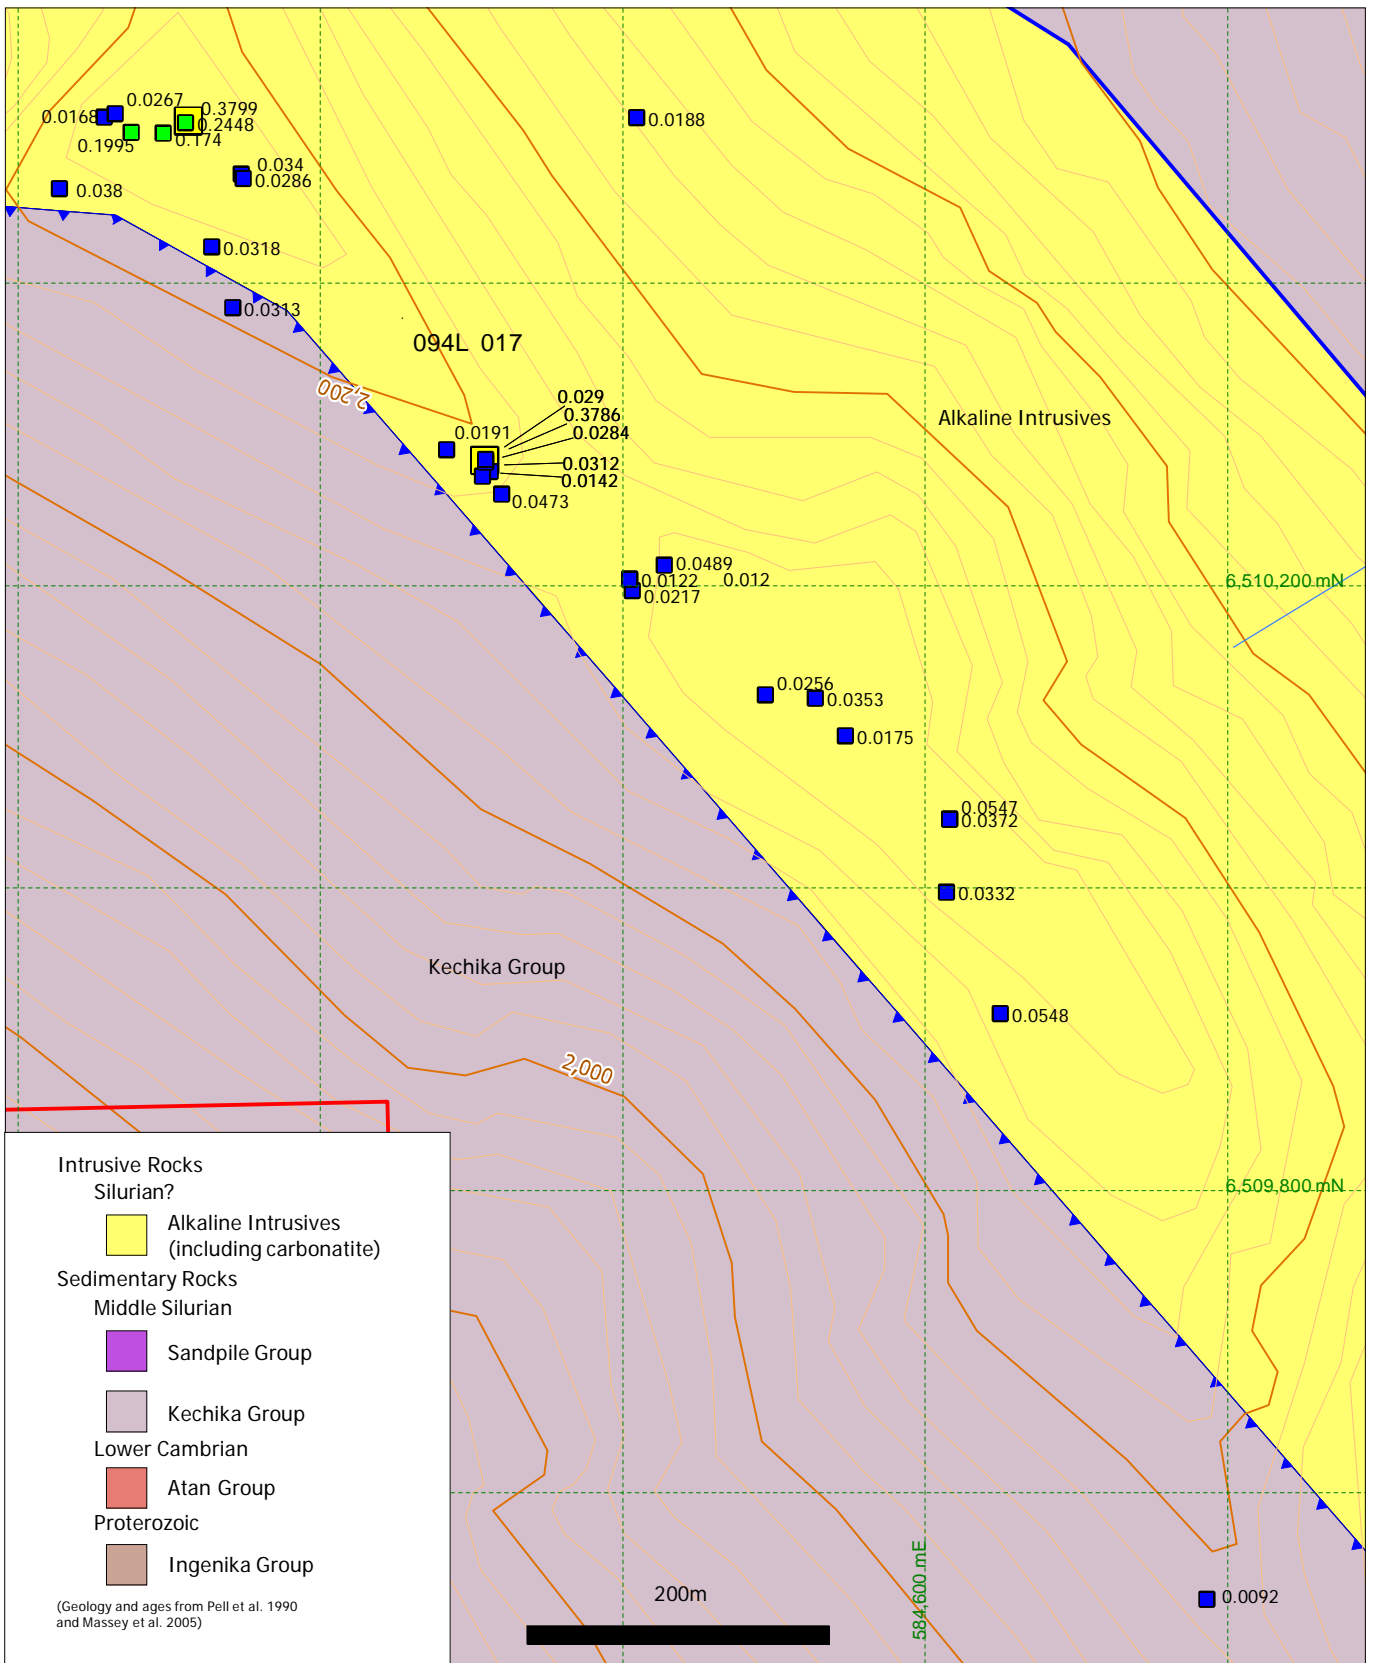 0.0267
0.0168
0.3799
0.2448
0.174
0.1995
0.0188
0.034
0.0286
0.038
0.0318
0.0313
094L 017
2,200
0.029
0.3786
0.0284
0.0191
0.0312
0.0142
0.0473
Alkaline Intrusives
0.0489
0.0122
0.012
0.0217
6,510,200 mN
0.0256
0.0353
0.0175
0.0547
0.0372
0.0332
Kechika Group
0.0548
2,000
6,509,800 mN
584,600 mE
0.0092
200m
Intrusive Rocks
Silurian?
Alkaline Intrusives
(including carbonatite)
Sedimentary Rocks
Middle Silurian
Sandpile Group
Kechika Group
Lower Cambrian
Atan Group
Proterozoic
Ingenika Group
(Geology and ages from Pell et al. 1990
and Massey et al. 2005)